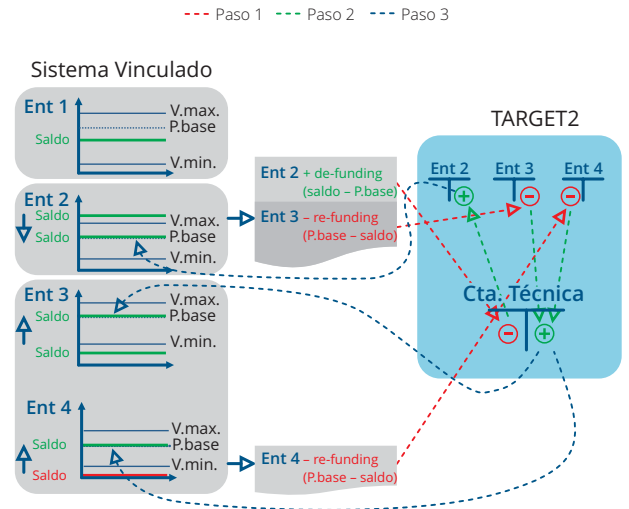 Paso 1 Paso 2 Paso 3
Sistema Vinculado
Ent 1
V.max.
P.base
Saldo
V.min.
Ent 2
Saldo
V.max.
Saldo
P.base
V.min.
Ent 3
V.max.
Saldo
P.base
V.min.
Saldo
Ent 4
V.max.
Saldo
P.base
V.min.
Saldo
Ent 2 + de-funding
(saldo – P.base)
Ent 3 – re-funding
(P.base – saldo)
Ent 4 – re-funding
(P.base – saldo)
TARGET2
Ent 2 Ent 3 Ent 4
+ − −
Cta. Técnica
− +